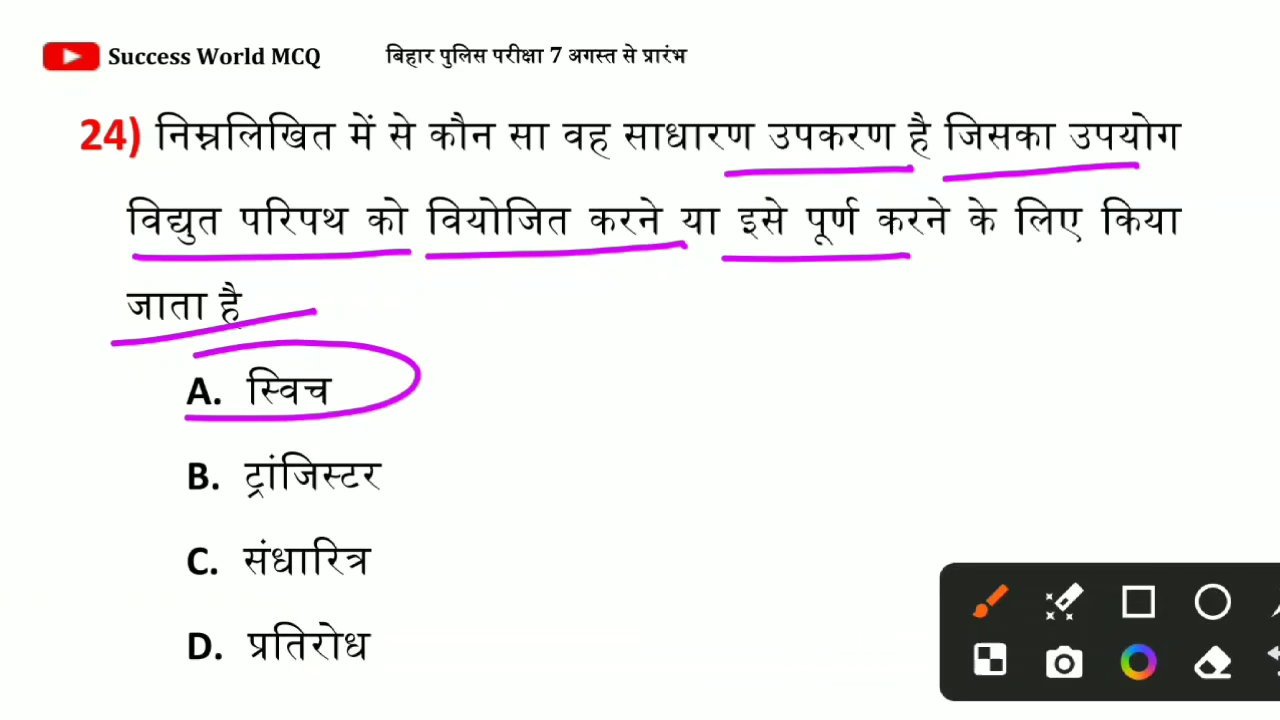 Success World MCQ
बिहार पुलिस परीक्षा 7 अगस्त से प्रारंभ
24) निम्नलिखित में से कौन सा वह साधारण उपकरण है जिसका उपयोग
विद्युत परिपथ को वियोजित करने या इसे पूर्ण करने के लिए किया
जाता है
A. स्विच
B. ट्रांजिस्टर
C. संधारित्र
D. प्रतिरोध